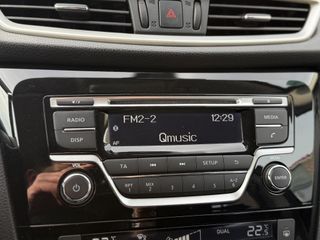 FM2-2 12:29
RADIO
MEDIA
DISP
AF
Qmusic
TA
SETUP
VOL
RPT
MIX
1 2 3 4 5 6
A-Z
ENTER
DUAL
22.5